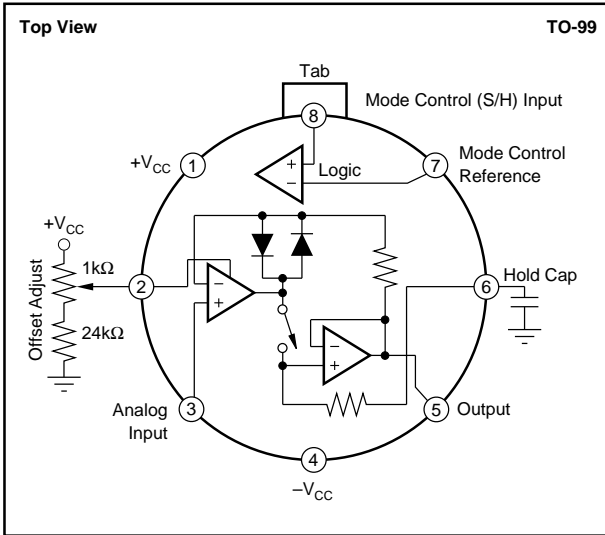 Top View
TO-99
Tab
8
Mode Control (S/H) Input
+VCC
1
+
–
Logic
7
Mode Control
Reference
+VCC
Offset Adjust
1kΩ
24kΩ
2
–
+
6
Hold Cap
–
+
Analog
Input
3
5
Output
4
–VCC